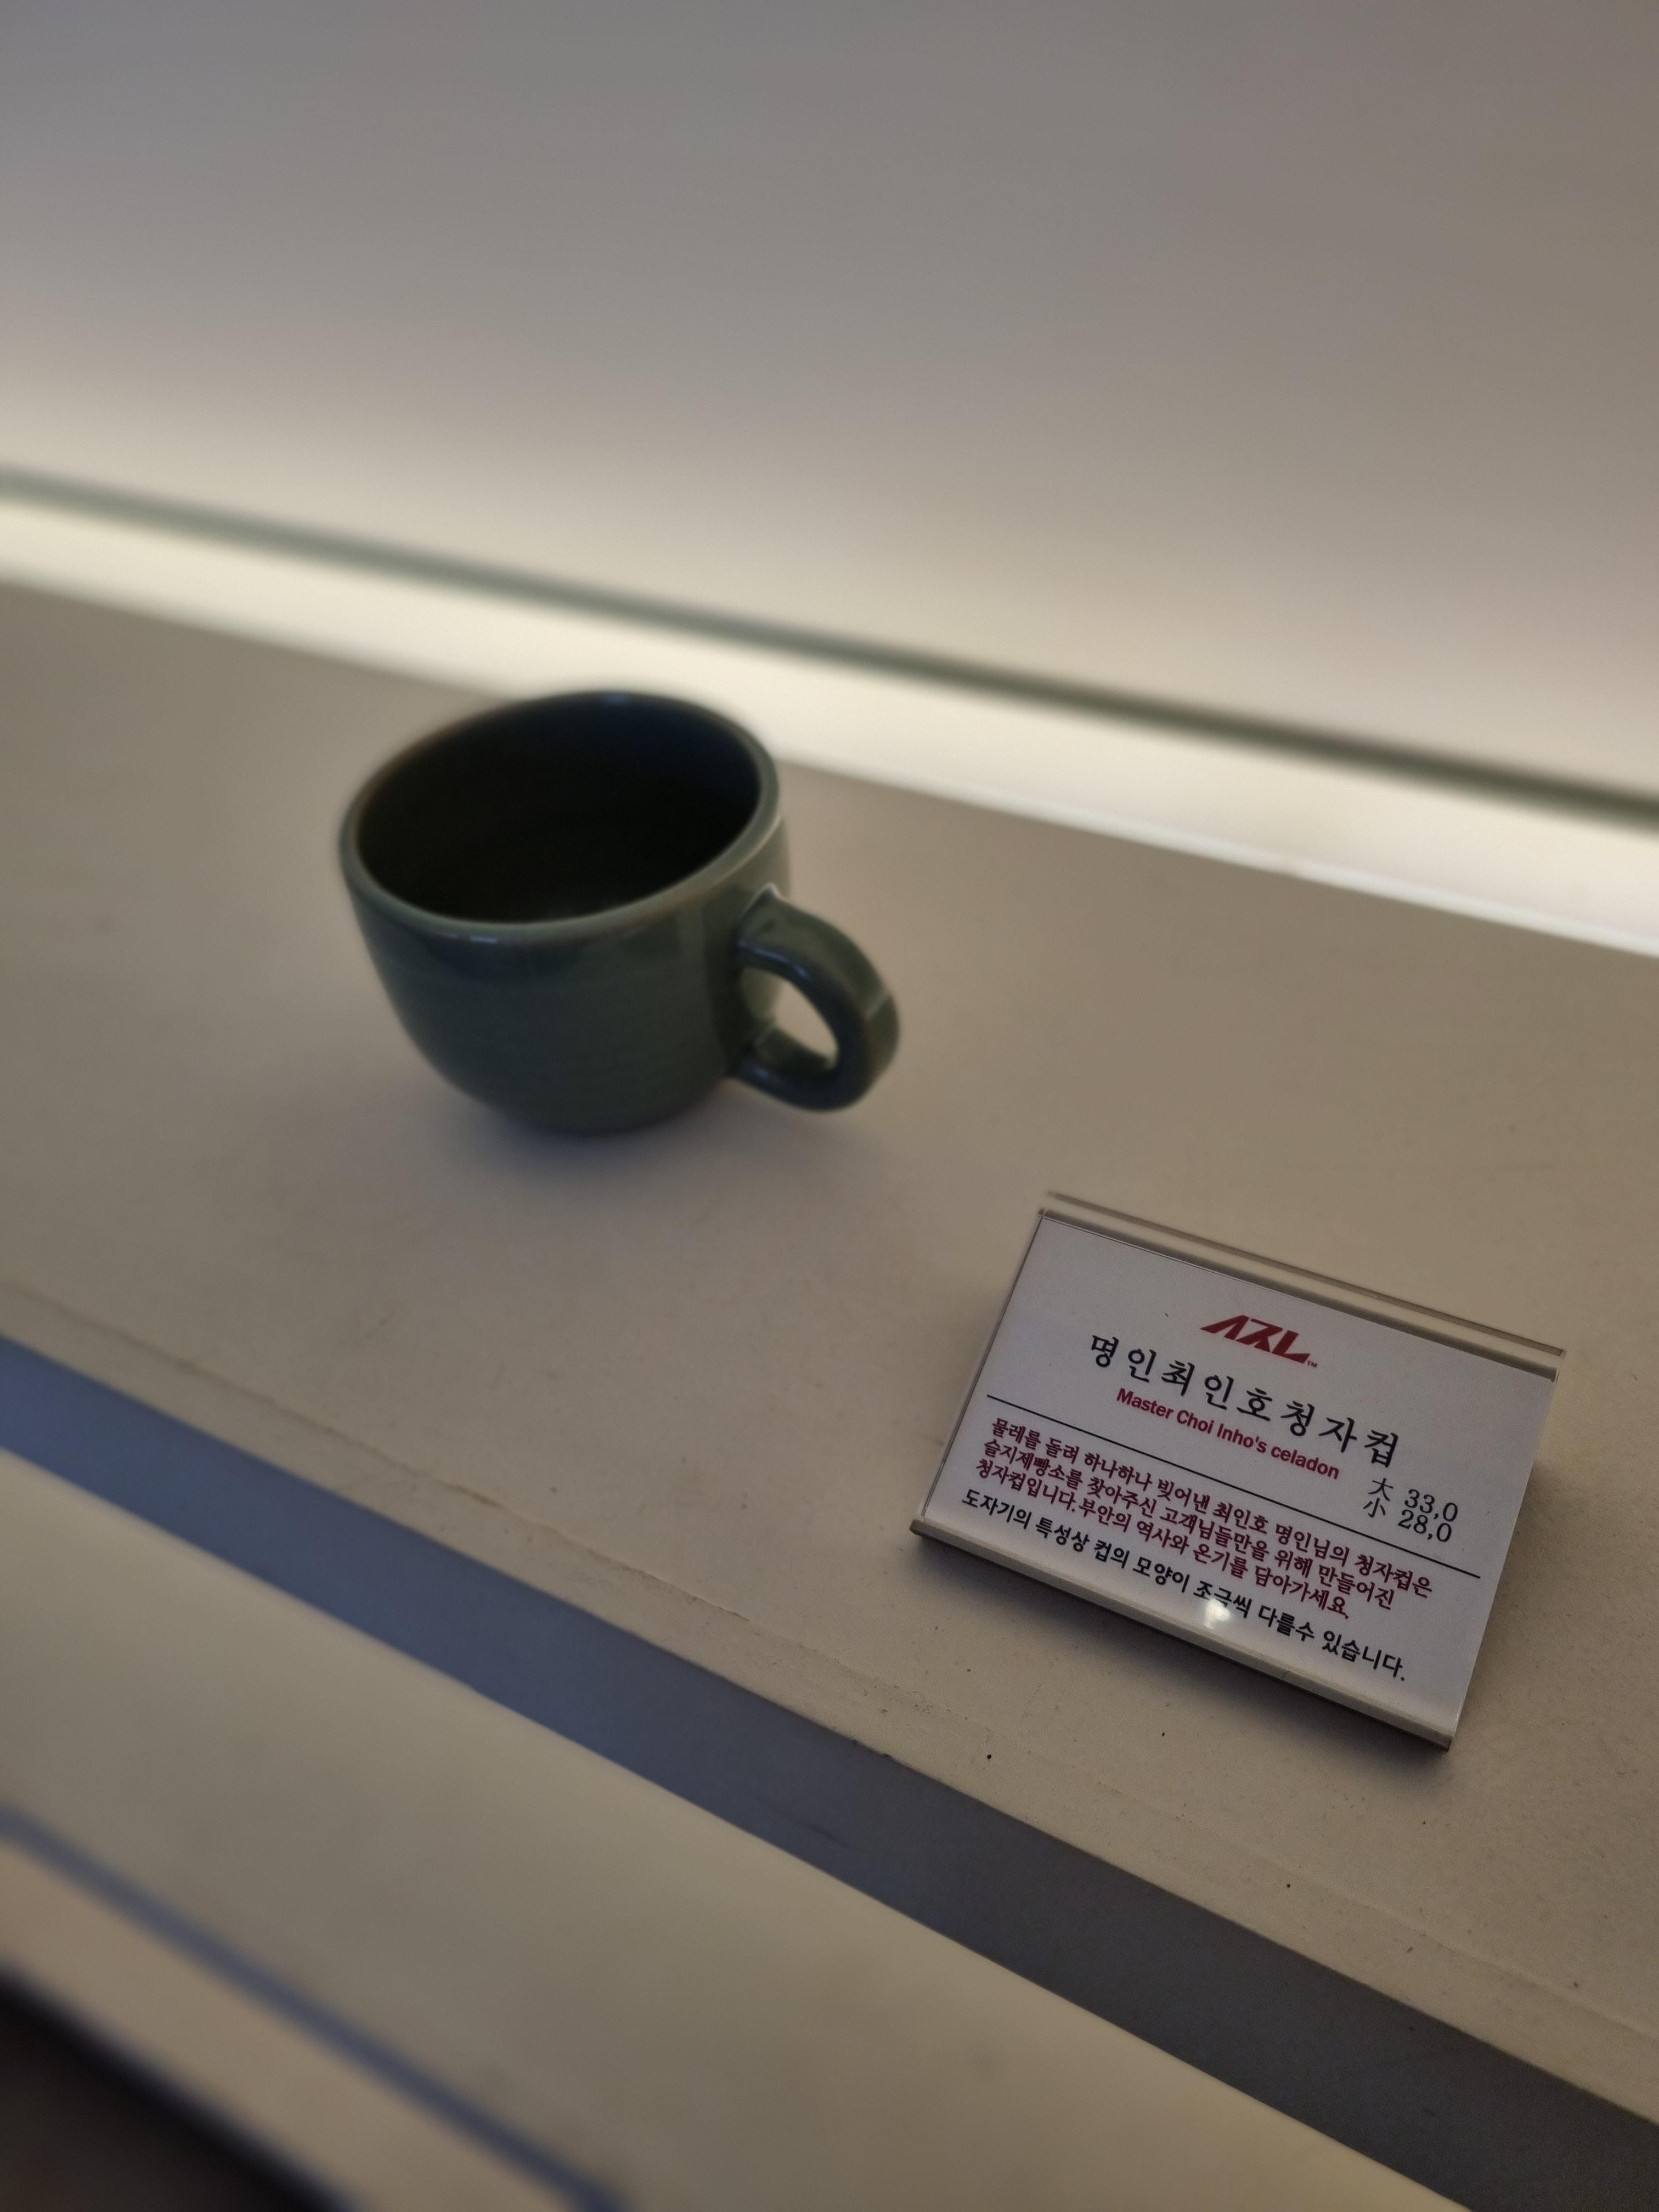 슬지™
명인최인호청자컵
Master Choi Inho's celadon
大 33,0
小 28,0
물레를 돌려 하나하나 빚어낸 최인호 명인님의 청자컵은
슬지제빵소를 찾아주신 고객님들만을 위해 만들어진
청자컵입니다.부안의 역사와 온기를 담아가세요.
도자기의 특성상 컵의 모양이 조금씩 다를수 있습니다.